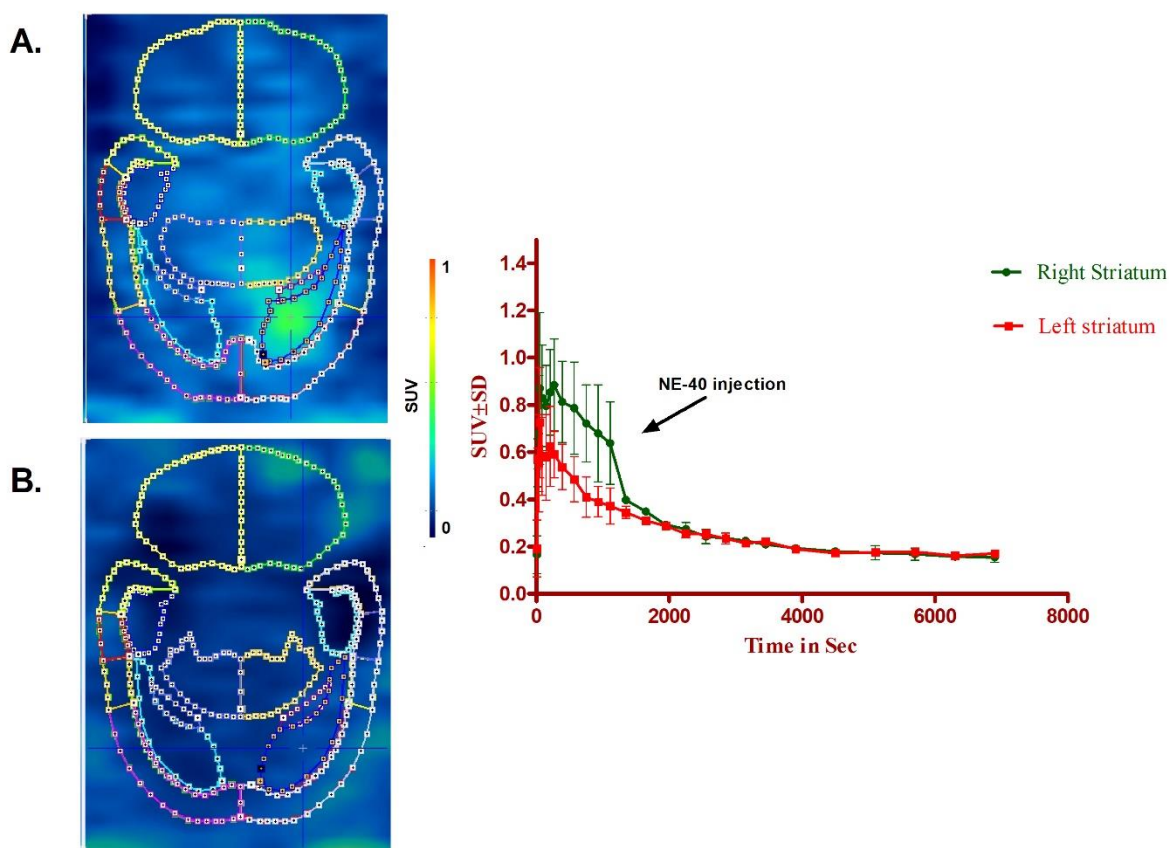 A.
B.
1
SUV
0
1.4
1.2
1.0
0.8
0.6
0.4
0.2
0.0
SUV±SD
0
2000
4000
6000
8000
Time in Sec
NE-40 injection
Right Striatum
Left striatum